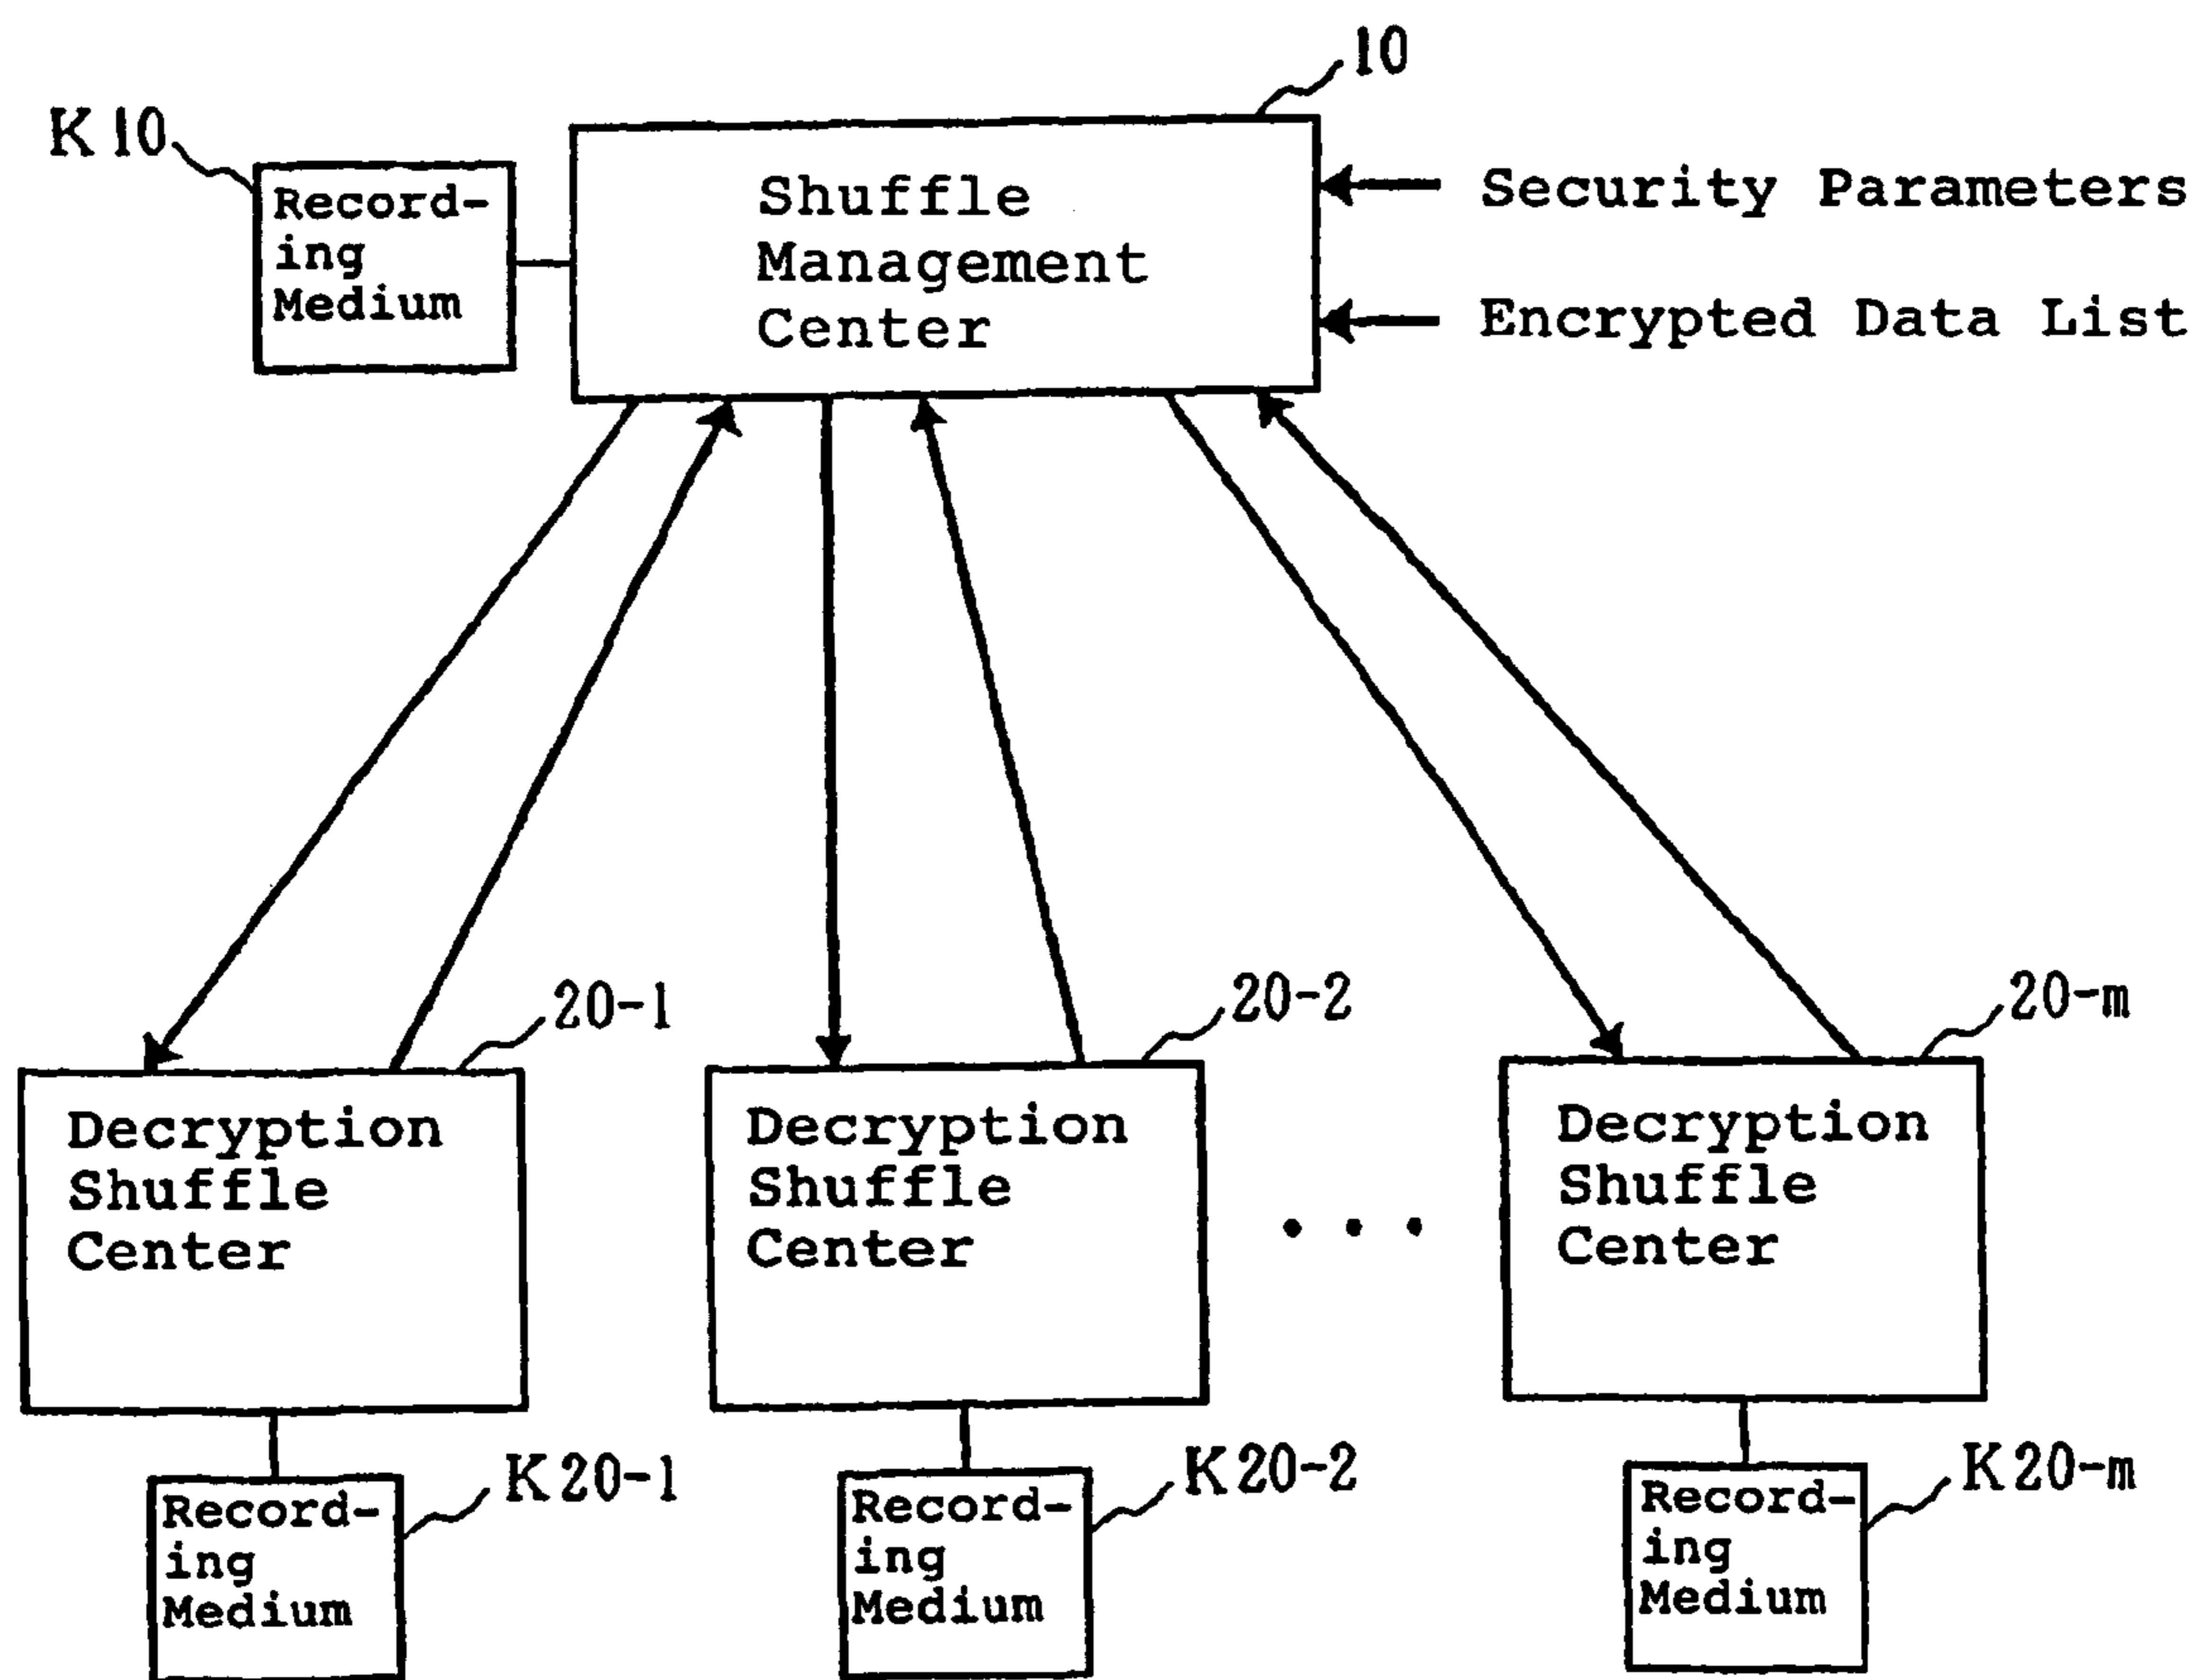 10
K10
Record-
ing
Medium
Shuffle
Management
Center
Security Parameters
Encrypted Data List
20-1
20-2
20-m
Decryption
Shuffle
Center
Decryption
Shuffle
Center
. . .
Decryption
Shuffle
Center
K20-1
K20-2
K20-m
Record-
ing
Medium
Record-
ing
Medium
Record-
ing
Medium